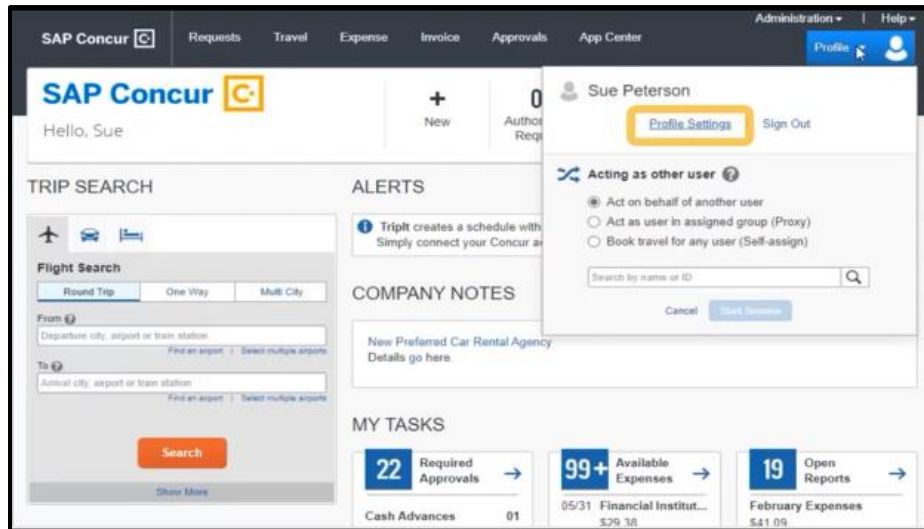 Administration | Help
SAP Concur C Requests Travel Expense Invoice Approvals App Center
Profile
SAP Concur C
Hello, Sue
+
New
0
Author
Requ
Sue Peterson
Profile Settings Sign Out
Acting as other user ?
Act on behalf of another user
Act as user in assigned group (Proxy)
Book travel for any user (Self-assign)
Search by name or ID
Cancel Start Session
TRIP SEARCH
Flight Search
Round Trip One Way Multi City
From ?
Departure city, airport or train station
Find an airport | Select multiple airports
To ?
Arrival city, airport or train station
Find an airport | Select multiple airports
Search
Show More
ALERTS
TripIt creates a schedule with
Simply connect your Concur a
COMPANY NOTES
New Preferred Car Rental Agency
Details go here.
MY TASKS
22 Required
Approvals
Cash Advances 01
99+ Available
Expenses
05/31 Financial Institut...
$29.38
19 Open
Reports
February Expenses
$41.09